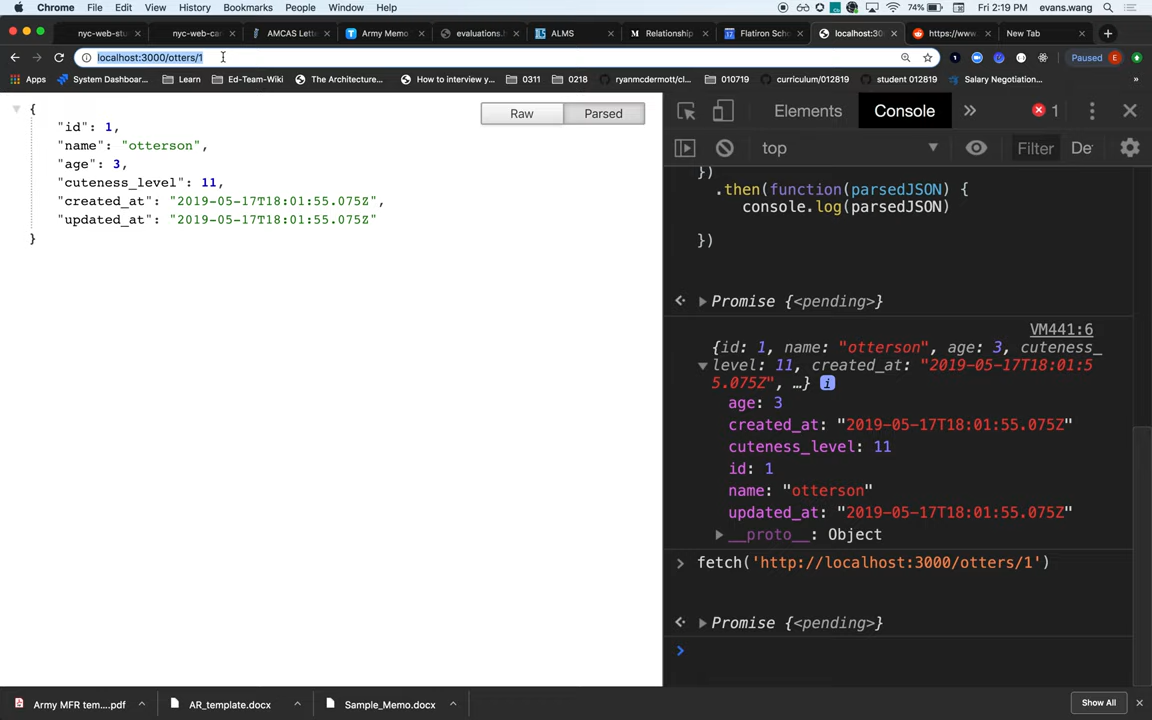 Chrome File Edit View History Bookmarks People Window Help 74% Fri 2:19 PM evans.wang
nyc-web-stu nyc-web-car AMCAS Lette Army Memo evaluations.h ALMS Relationship Flatiron Scho localhost:300 https://www. New Tab
localhost:3000/otters/1 Paused
Apps System Dashboar... Learn Ed-Team-Wiki The Architecture... How to interview y... 0311 0218 ryanmcdermott/cl... 010719 curriculum/012819 student 012819 Salary Negotiation... »
{
"id": 1,
"name": "otterson",
"age": 3,
"cuteness_level": 11,
"created_at": "2019-05-17T18:01:55.075Z",
"updated_at": "2019-05-17T18:01:55.075Z"
}
Raw Parsed
Elements Console » 1
top Filter De
})
.then(function(parsedJSON) {
console.log(parsedJSON)
})
Promise {<pending>}
VM441:6
{id: 1, name: "otterson", age: 3, cuteness_
level: 11, created_at: "2019-05-17T18:01:5
5.075Z", …} i
age: 3
created_at: "2019-05-17T18:01:55.075Z"
cuteness_level: 11
id: 1
name: "otterson"
updated_at: "2019-05-17T18:01:55.075Z"
__proto__: Object
fetch('http://localhost:3000/otters/1')
Promise {<pending>}
Army MFR tem....pdf AR_template.docx Sample_Memo.docx Show All